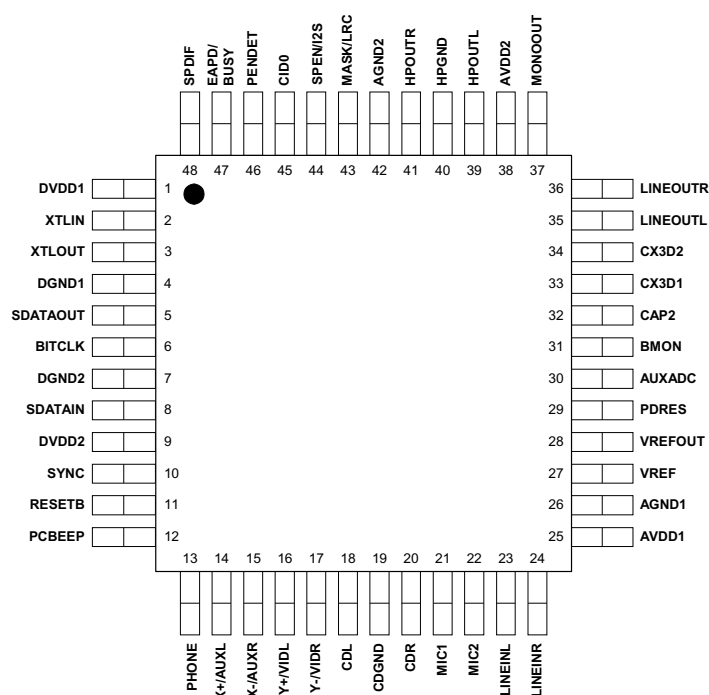 SPDIF
EAPD/
BUSY
PENDET
CID0
SPEN/I2S
MASK/LRC
AGND2
HPOUTR
HPGND
HPOUTL
AVDD2
MONOOUT
48 47 46 45 44 43 42 41 40 39 38 37
DVDD1 1 36 LINEOUTR
XTLIN 2 35 LINEOUTL
XTLOUT 3 34 CX3D2
DGND1 4 33 CX3D1
SDATAOUT 5 32 CAP2
BITCLK 6 31 BMON
DGND2 7 30 AUXADC
SDATAIN 8 29 PDRES
DVDD2 9 28 VREFOUT
SYNC 10 27 VREF
RESETB 11 26 AGND1
PCBEEP 12 25 AVDD1
13 14 15 16 17 18 19 20 21 22 23 24
PHONE
X+/AUXL
X-/AUXR
Y+/VIDL
Y-/VIDR
CDL
CDGND
CDR
MIC1
MIC2
LINEINL
LINEINR